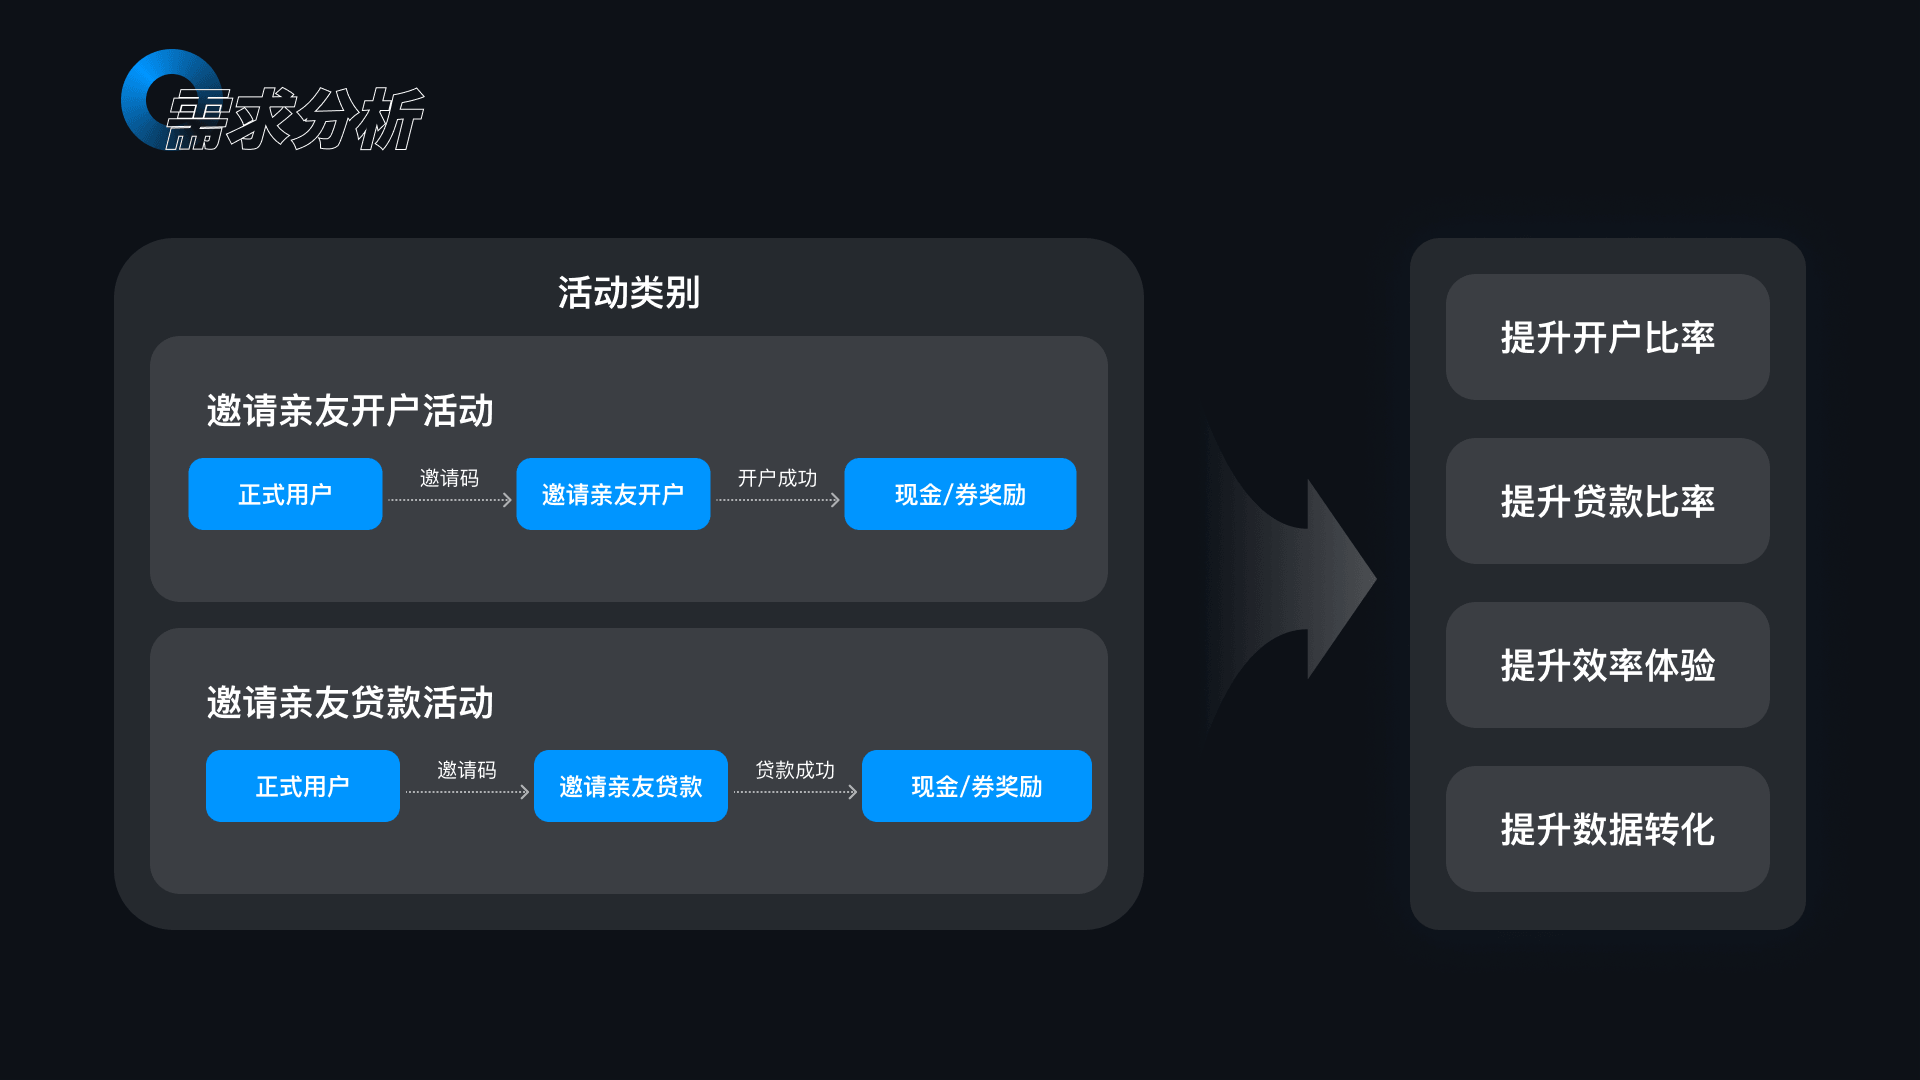 需求分析
活动类别
邀请亲友开户活动
正式用户
邀请码
邀请亲友开户
开户成功
现金/券奖励
邀请亲友贷款活动
正式用户
邀请码
邀请亲友贷款
贷款成功
现金/券奖励
提升开户比率
提升贷款比率
提升效率体验
提升数据转化